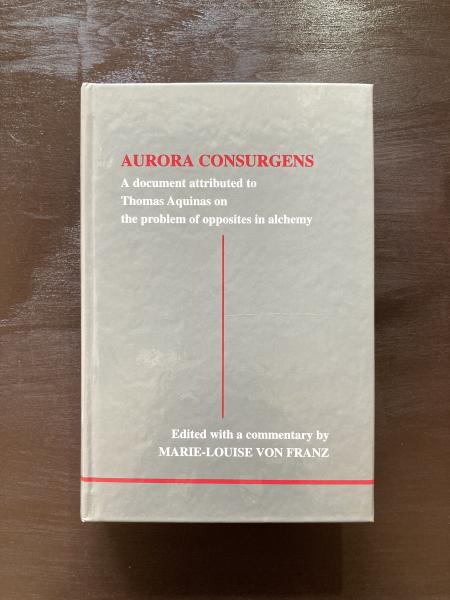 AURORA CONSURGENS
A document attributed to
Thomas Aquinas on
the problem of opposites in alchemy
Edited with a commentary by
MARIE-LOUISE VON FRANZ